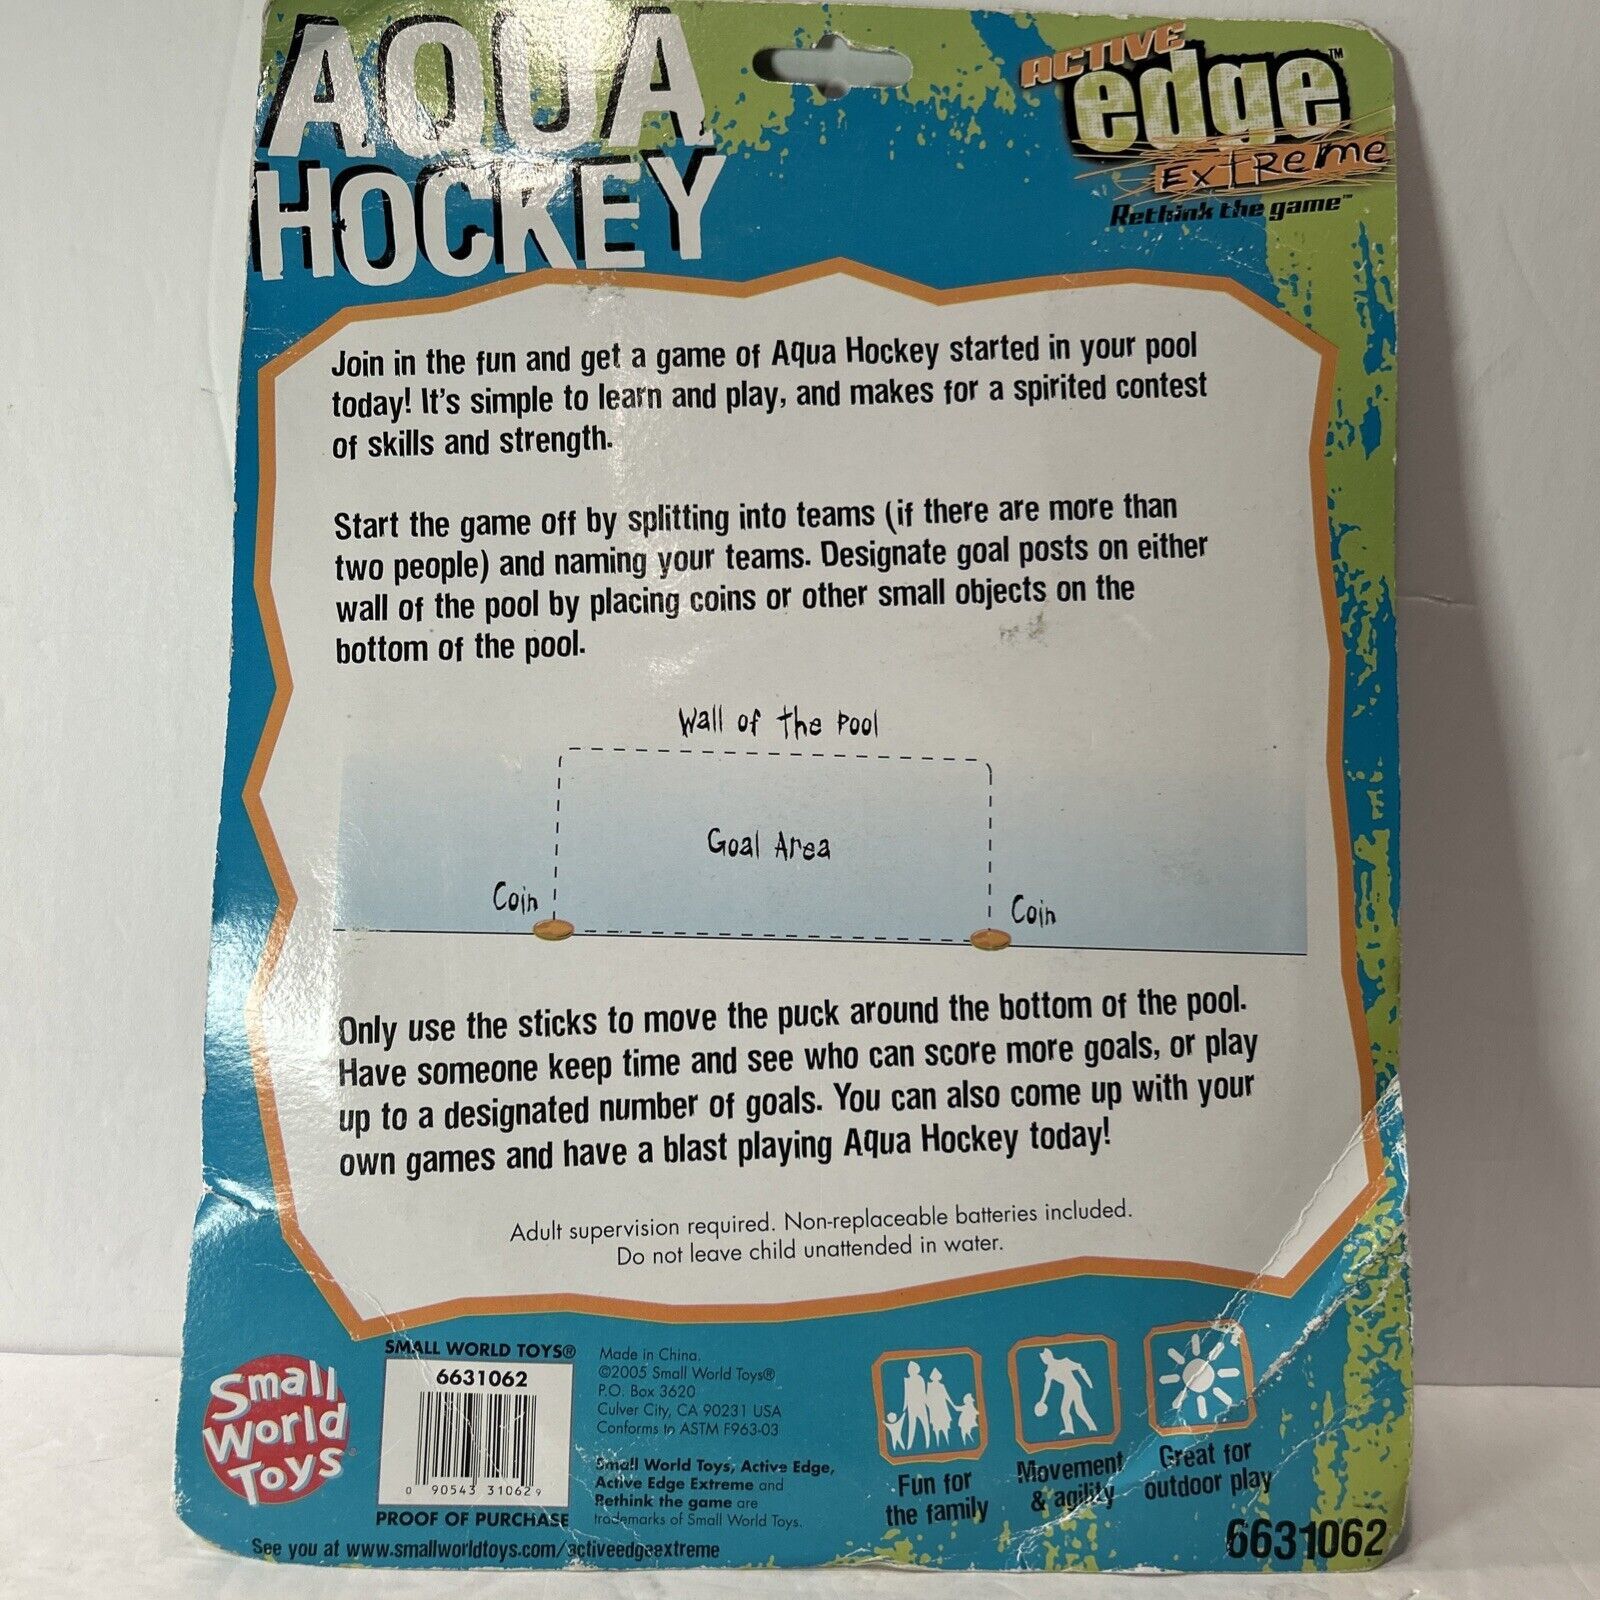 AQUA
HOCKEY
ACTIVE
edge™
EXTReme
Rethink the game™
Join in the fun and get a game of Aqua Hockey started in your pool
today! It's simple to learn and play, and makes for a spirited contest
of skills and strength.
Start the game off by splitting into teams (if there are more than
two people) and naming your teams. Designate goal posts on either
wall of the pool by placing coins or other small objects on the
bottom of the pool.
Wall of the Pool
Goal Area
Coin
Coin
Only use the sticks to move the puck around the bottom of the pool.
Have someone keep time and see who can score more goals, or play
up to a designated number of goals. You can also come up with your
own games and have a blast playing Aqua Hockey today!
Adult supervision required. Non-replaceable batteries included.
Do not leave child unattended in water.
Small
World
Toys
SMALL WORLD TOYS®
6631062
0 90543 31062 9
PROOF OF PURCHASE
Made in China.
©2005 Small World Toys®
P.O. Box 3620
Culver City, CA 90231 USA
Conforms to ASTM F963-03
Small World Toys, Active Edge,
Active Edge Extreme and
Rethink the game are
trademarks of Small World Toys.
Fun for
the family
Movement
& agility
Great for
outdoor play
6631062
See you at www.smallworldtoys.com/activeedgeextreme